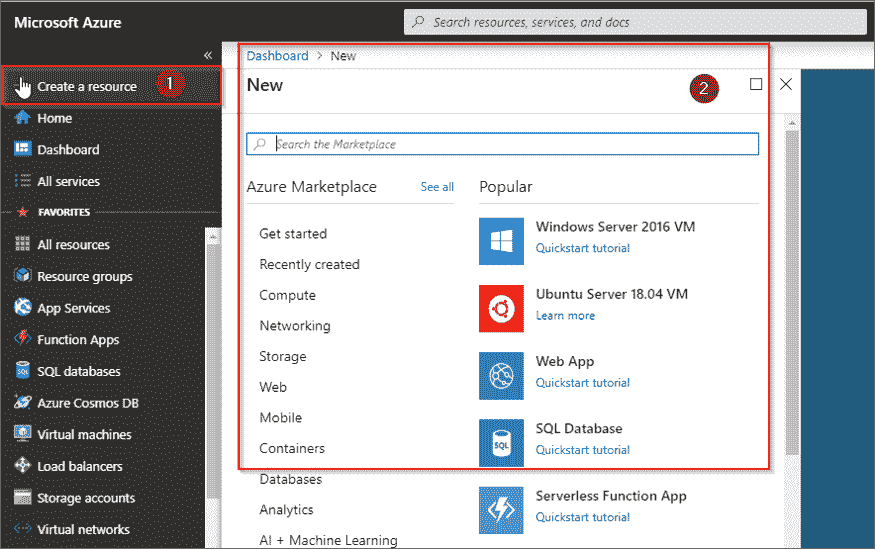 Microsoft Azure
Search resources, services, and docs
«
Create a resource
1
Home
Dashboard
All services
FAVORITES
All resources
Resource groups
App Services
Function Apps
SQL databases
Azure Cosmos DB
Virtual machines
Load balancers
Storage accounts
Virtual networks
Dashboard > New
New
2
Search the Marketplace
Azure Marketplace
See all
Get started
Recently created
Compute
Networking
Storage
Web
Mobile
Containers
Databases
Analytics
AI + Machine Learning
Popular
Windows Server 2016 VM
Quickstart tutorial
Ubuntu Server 18.04 VM
Learn more
Web App
Quickstart tutorial
SQL Database
Quickstart tutorial
SQL
Serverless Function App
Quickstart tutorial